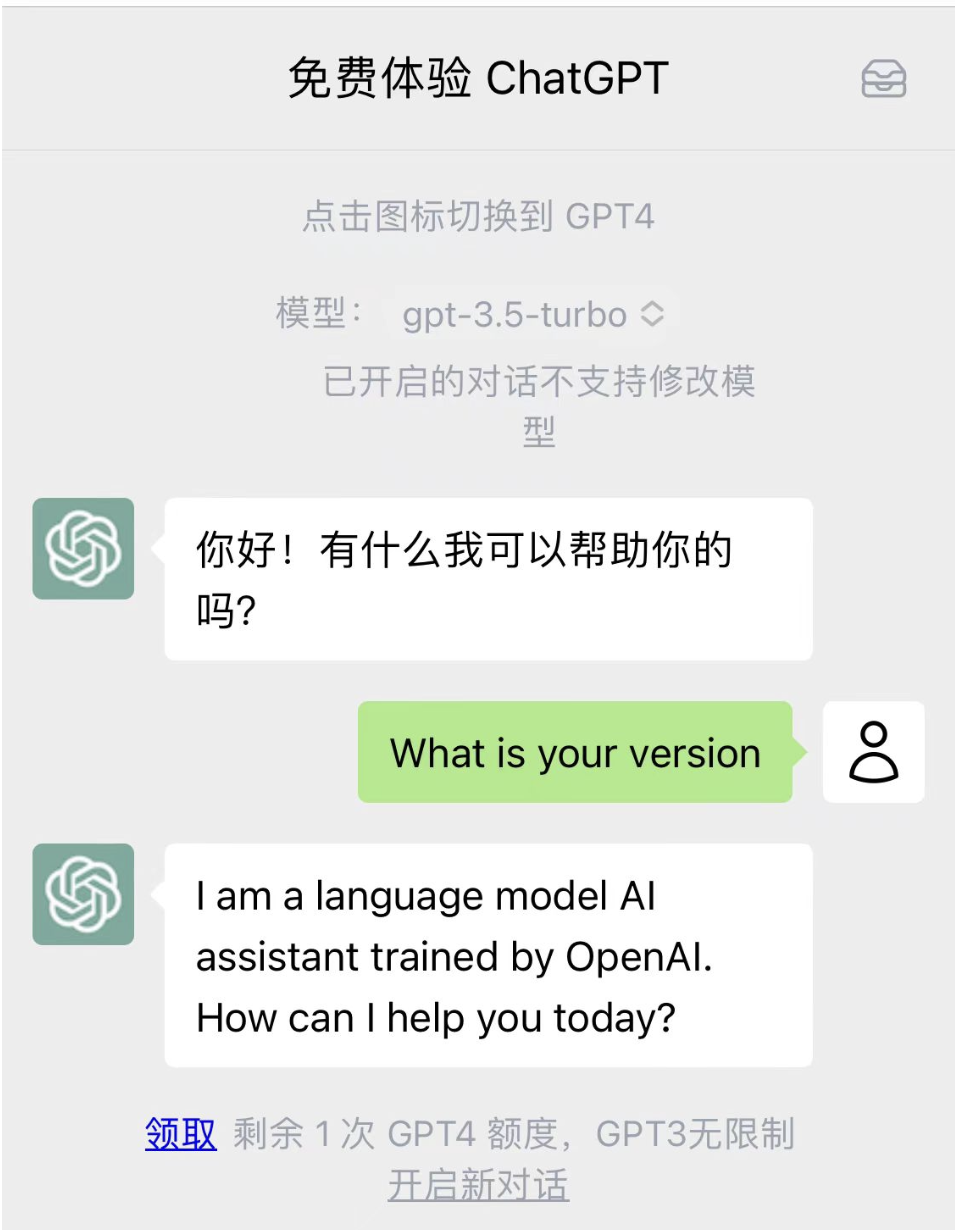 免费体验 ChatGPT
点击图标切换到 GPT4
模型： gpt-3.5-turbo
已开启的对话不支持修改模
型
你好！有什么我可以帮助你的
吗？
What is your version
I am a language model AI
assistant trained by OpenAI.
How can I help you today?
领取 剩余 1 次 GPT4 额度，GPT3无限制
开启新对话